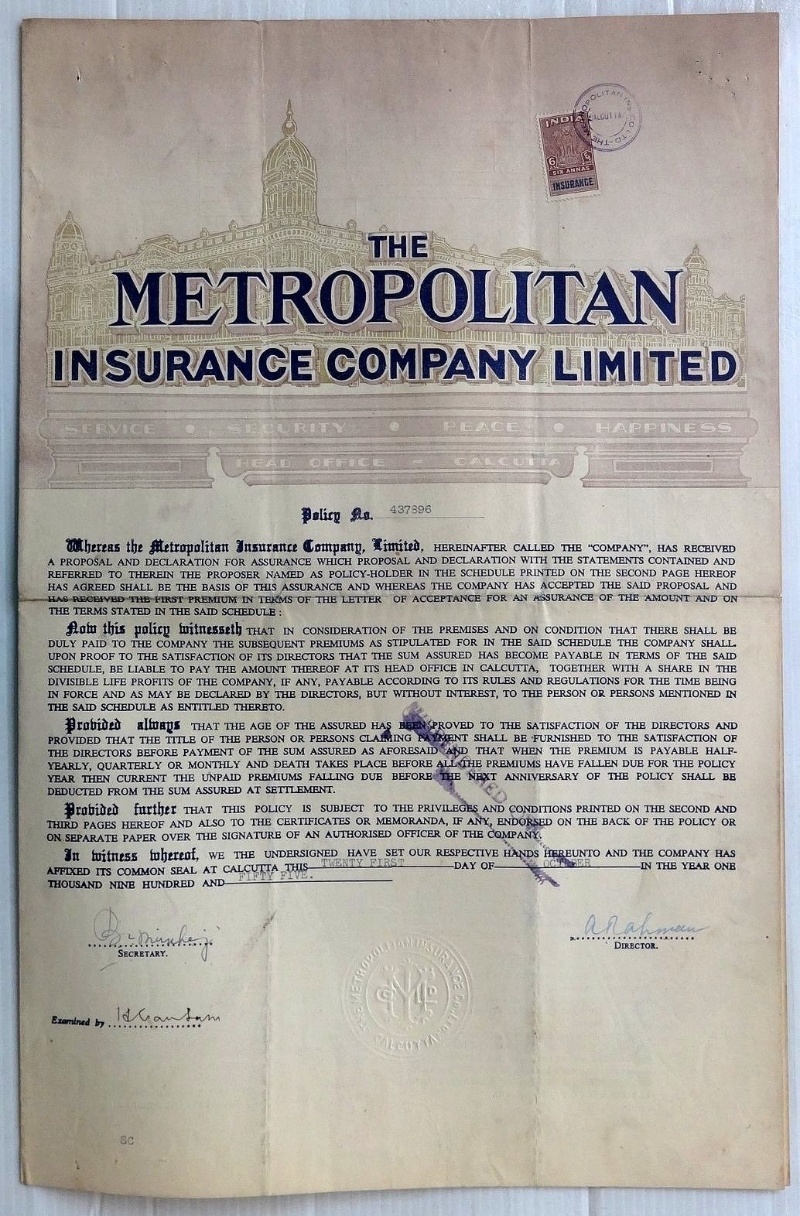 METROPOLITAN INS. CO. LTD. THE
CALCUTTA
INDIA
6 As
SIX ANNAS
INSURANCE
THE
METROPOLITAN
INSURANCE COMPANY LIMITED
SERVICE • SECURITY • PEACE • HAPPINESS
HEAD OFFICE - CALCUTTA
Policy No. 437896
Whereas the Metropolitan Insurance Company, Limited, HEREINAFTER CALLED THE "COMPANY", HAS RECEIVED
A PROPOSAL AND DECLARATION FOR ASSURANCE WHICH PROPOSAL AND DECLARATION WITH THE STATEMENTS CONTAINED AND
REFERRED TO THEREIN THE PROPOSER NAMED AS POLICY-HOLDER IN THE SCHEDULE PRINTED ON THE SECOND PAGE HEREOF
HAS AGREED SHALL BE THE BASIS OF THIS ASSURANCE AND WHEREAS THE COMPANY HAS ACCEPTED THE SAID PROPOSAL AND
HAS RECEIVED THE FIRST PREMIUM IN TERMS OF THE LETTER OF ACCEPTANCE FOR AN ASSURANCE OF THE AMOUNT AND ON
THE TERMS STATED IN THE SAID SCHEDULE :
Now this policy witnesseth THAT IN CONSIDERATION OF THE PREMISES AND ON CONDITION THAT THERE SHALL BE
DULY PAID TO THE COMPANY THE SUBSEQUENT PREMIUMS AS STIPULATED FOR IN THE SAID SCHEDULE THE COMPANY SHALL.
UPON PROOF TO THE SATISFACTION OF ITS DIRECTORS THAT THE SUM ASSURED HAS BECOME PAYABLE IN TERMS OF THE SAID
SCHEDULE, BE LIABLE TO PAY THE AMOUNT THEREOF AT ITS HEAD OFFICE IN CALCUTTA, TOGETHER WITH A SHARE IN THE
DIVISIBLE LIFE PROFITS OF THE COMPANY, IF ANY, PAYABLE ACCORDING TO ITS RULES AND REGULATIONS FOR THE TIME BEING
IN FORCE AND AS MAY BE DECLARED BY THE DIRECTORS, BUT WITHOUT INTEREST, TO THE PERSON OR PERSONS MENTIONED IN
THE SAID SCHEDULE AS ENTITLED THERETO.
Provided always THAT THE AGE OF THE ASSURED HAS BEEN PROVED TO THE SATISFACTION OF THE DIRECTORS AND
PROVIDED THAT THE TITLE OF THE PERSON OR PERSONS CLAIMING PAYMENT SHALL BE FURNISHED TO THE SATISFACTION OF
THE DIRECTORS BEFORE PAYMENT OF THE SUM ASSURED AS AFORESAID AND THAT WHEN THE PREMIUM IS PAYABLE HALF-
YEARLY, QUARTERLY OR MONTHLY AND DEATH TAKES PLACE BEFORE ALL THE PREMIUMS HAVE FALLEN DUE FOR THE POLICY
YEAR THEN CURRENT THE UNPAID PREMIUMS FALLING DUE BEFORE THE NEXT ANNIVERSARY OF THE POLICY SHALL BE
DEDUCTED FROM THE SUM ASSURED AT SETTLEMENT.
Provided further THAT THIS POLICY IS SUBJECT TO THE PRIVILEGES AND CONDITIONS PRINTED ON THE SECOND AND
THIRD PAGES HEREOF AND ALSO TO THE CERTIFICATES OR MEMORANDA, IF ANY, ENDORSED ON THE BACK OF THE POLICY OR
ON SEPARATE PAPER OVER THE SIGNATURE OF AN AUTHORISED OFFICER OF THE COMPANY.
In witness whereof, WE THE UNDERSIGNED HAVE SET OUR RESPECTIVE HANDS HEREUNTO AND THE COMPANY HAS
AFFIXED ITS COMMON SEAL AT CALCUTTA THIS TWENTY FIRST DAY OF OCTOBER IN THE YEAR ONE
THOUSAND NINE HUNDRED AND FIFTY FIVE.
A Rahman
SECRETARY. DIRECTOR.
THE METROPOLITAN INSURANCE CO. LTD.
CALCUTTA
Examined by
SC